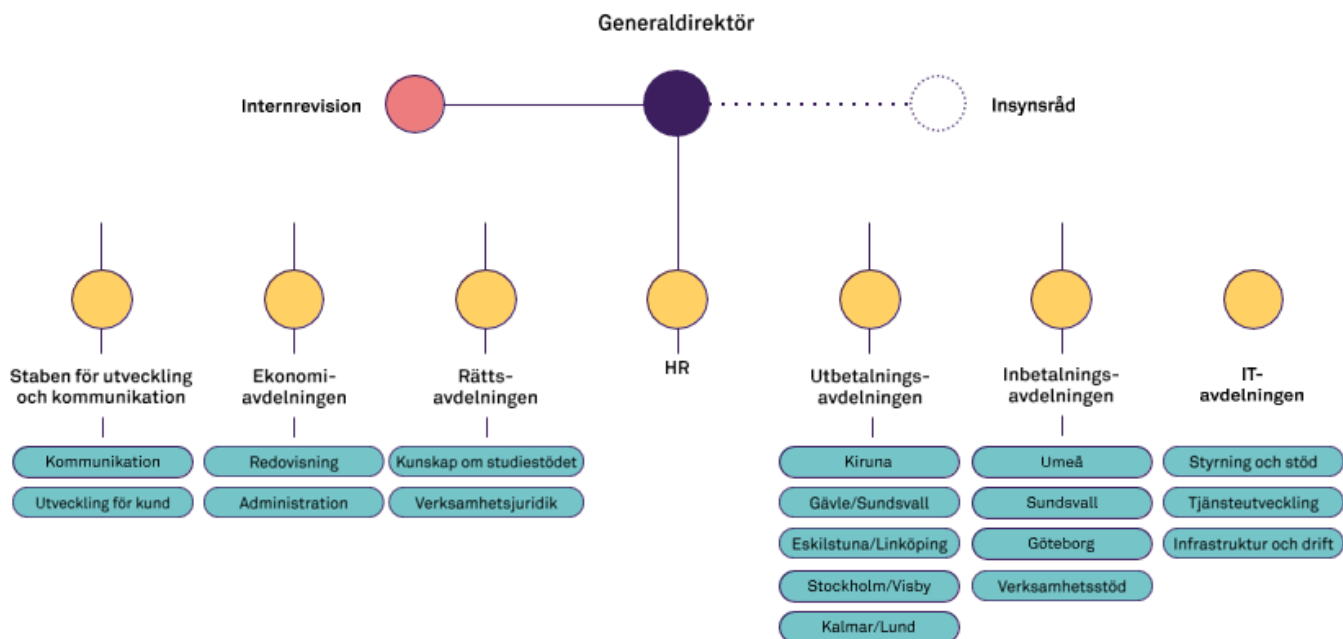 Generaldirektör
Internrevision
Insynsråd
Staben för utveckling
och kommunikation
Ekonomi-
avdelningen
Rätts-
avdelningen
HR
Utbetalnings-
avdelningen
Inbetalnings-
avdelningen
IT-
avdelningen
Kommunikation
Utveckling för kund
Redovisning
Administration
Kunskap om studiestödet
Verksamhetsjuridik
Kiruna
Gävle/Sundsvall
Eskilstuna/Linköping
Stockholm/Visby
Kalmar/Lund
Umeå
Sundsvall
Göteborg
Verksamhetsstöd
Styrning och stöd
Tjänsteutveckling
Infrastruktur och drift